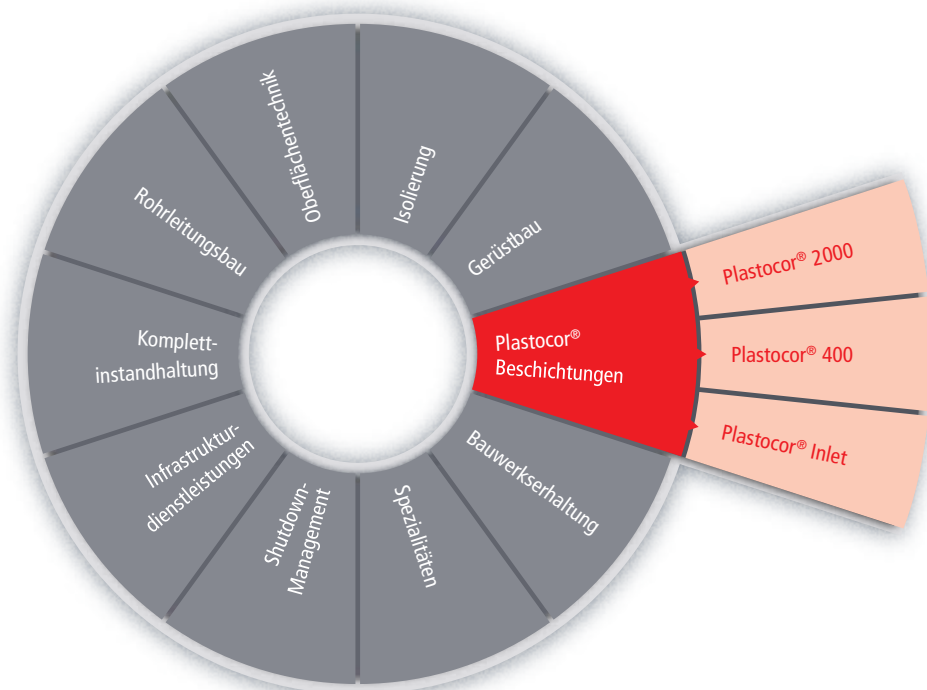 Oberflächentechnik
Isolierung
Gerüstbau
Plastocor®
Beschichtungen
Plastocor® 2000
Plastocor® 400
Plastocor® Inlet
Bauwerkserhaltung
Spezialitäten
Shutdown-
Management
Infrastruktur-
dienstleistungen
Komplett-
instandhaltung
Rohrleitungsbau